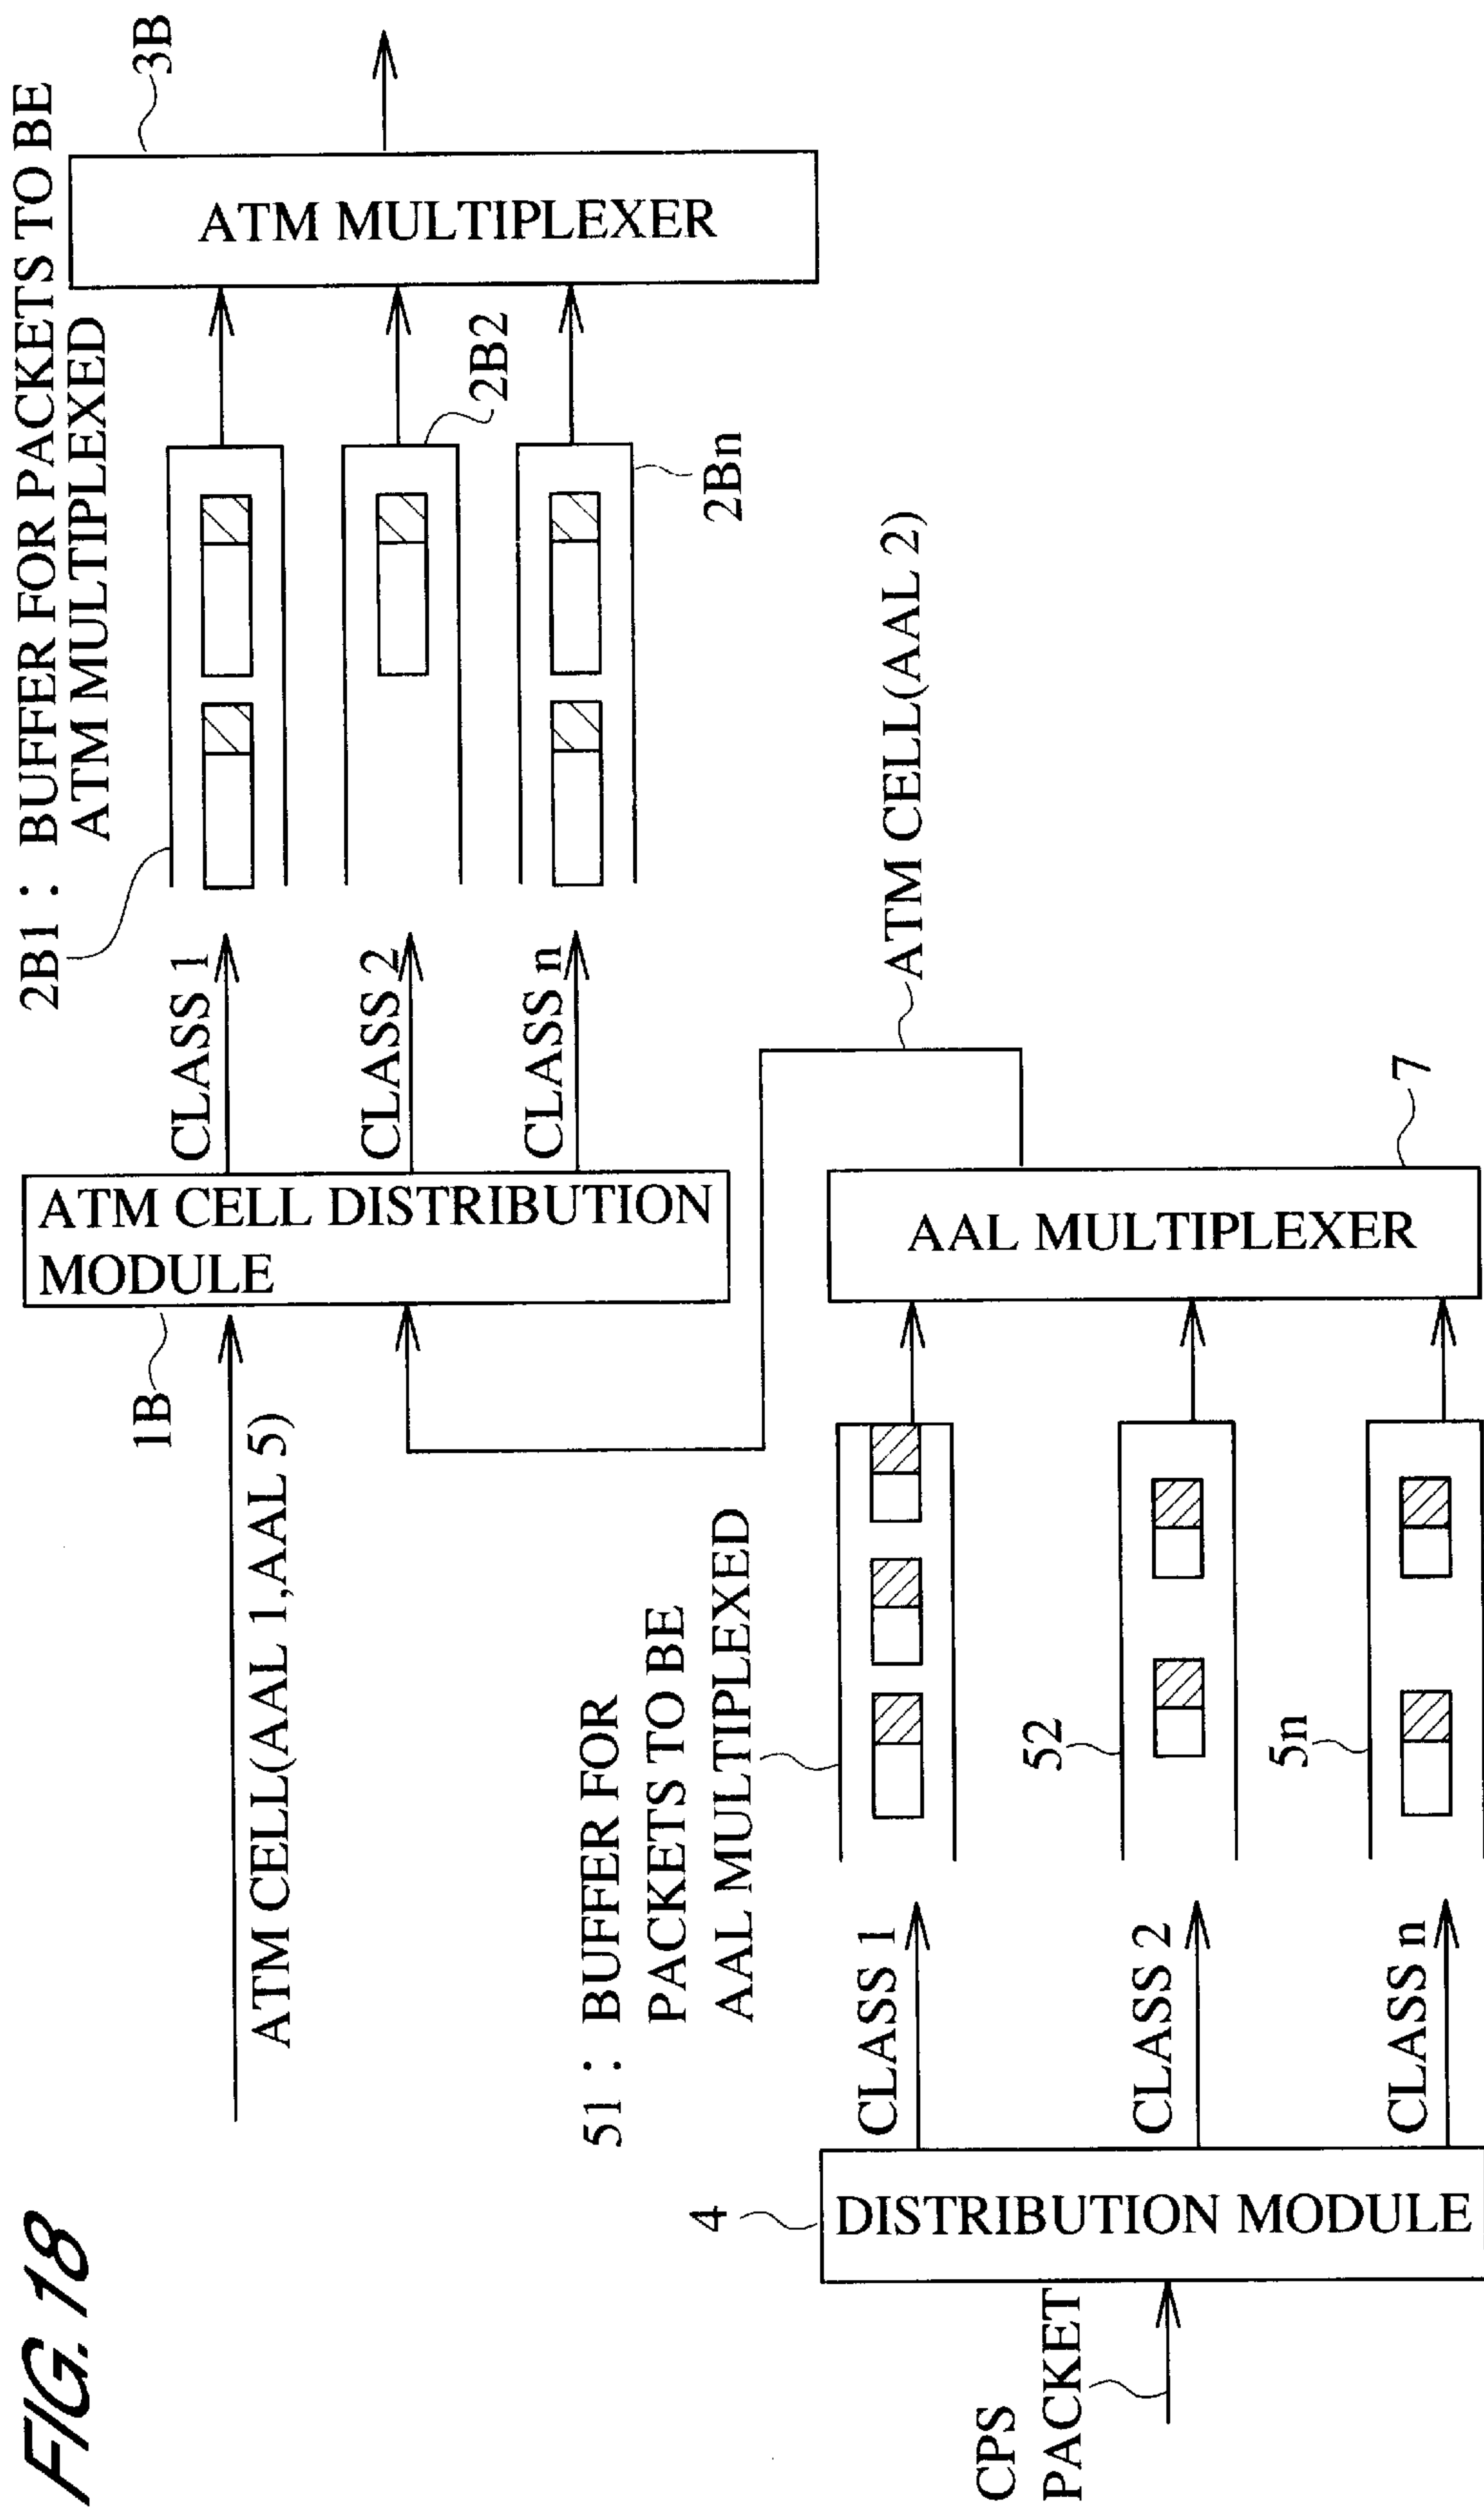 FIG. 18
2B1 : BUFFER FOR PACKETS TO BE
ATM MULTIPLEXED
3B
ATM MULTIPLEXER
1B
ATM CELL DISTRIBUTION
MODULE
CLASS 1
CLASS 2
CLASS n
2B2
2Bn
ATM CELL(AAL 1,AAL 5)
ATM CELL(AAL 2)
51 : BUFFER FOR
PACKETS TO BE
AAL MULTIPLEXED
4
DISTRIBUTION MODULE
CPS
PACKET
CLASS 1
CLASS 2
CLASS n
52
5n
AAL MULTIPLEXER
7